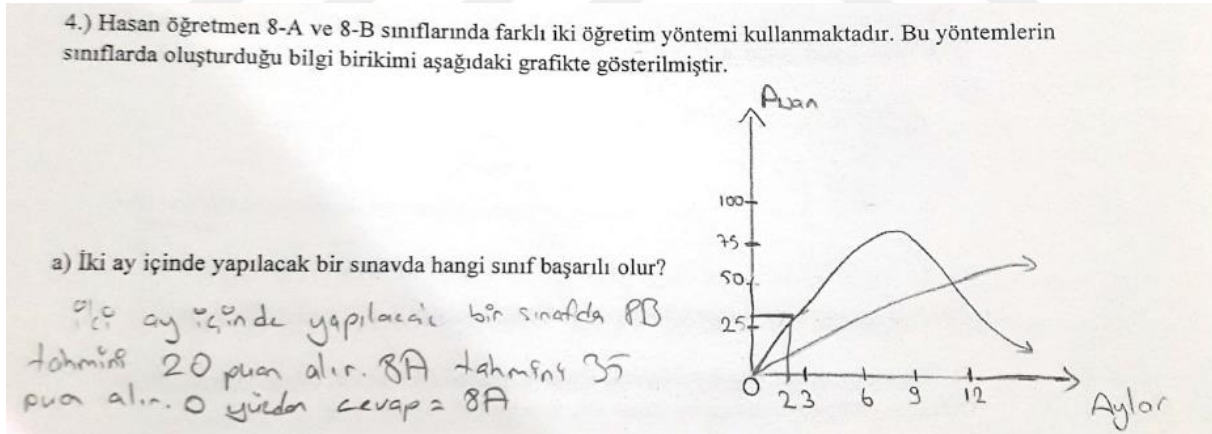 4.) Hasan öğretmen 8-A ve 8-B sınıflarında farklı iki öğretim yöntemi kullanmaktadır. Bu yöntemlerin
sınıflarda oluşturduğu bilgi birikimi aşağıdaki grafikte gösterilmiştir.
Puan
100
75
50
25
0
2 3 6 9 12
Aylar
a) İki ay içinde yapılacak bir sınavda hangi sınıf başarılı olur?
İki ay içinde yapılacak bir sınafda 8B
tahmini 20 puan alır. 8A tahmini 35
pua alır. O yüzden cevap = 8A